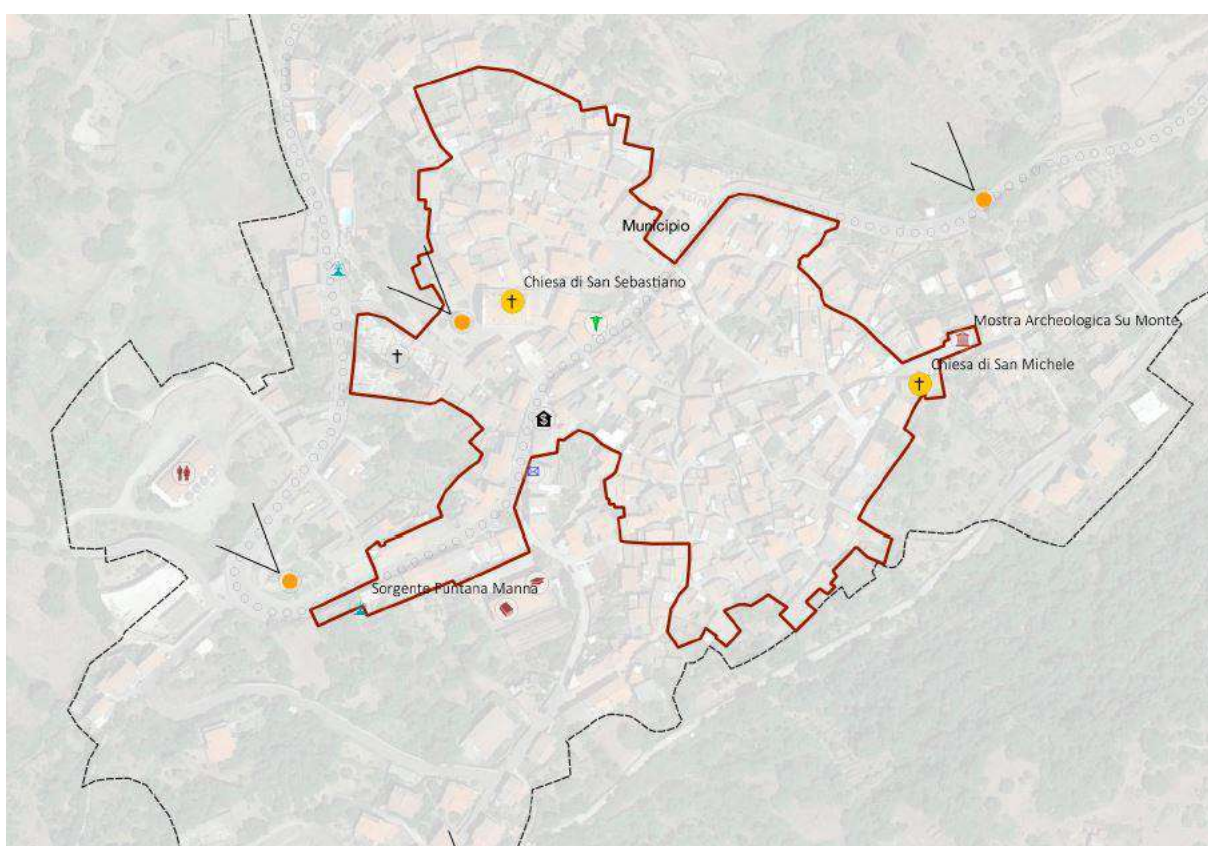 Municipio
Chiesa di San Sebastiano
Mostra Archeologica Su Monte
Chiesa di San Michele
Sorgente Funtana Manna